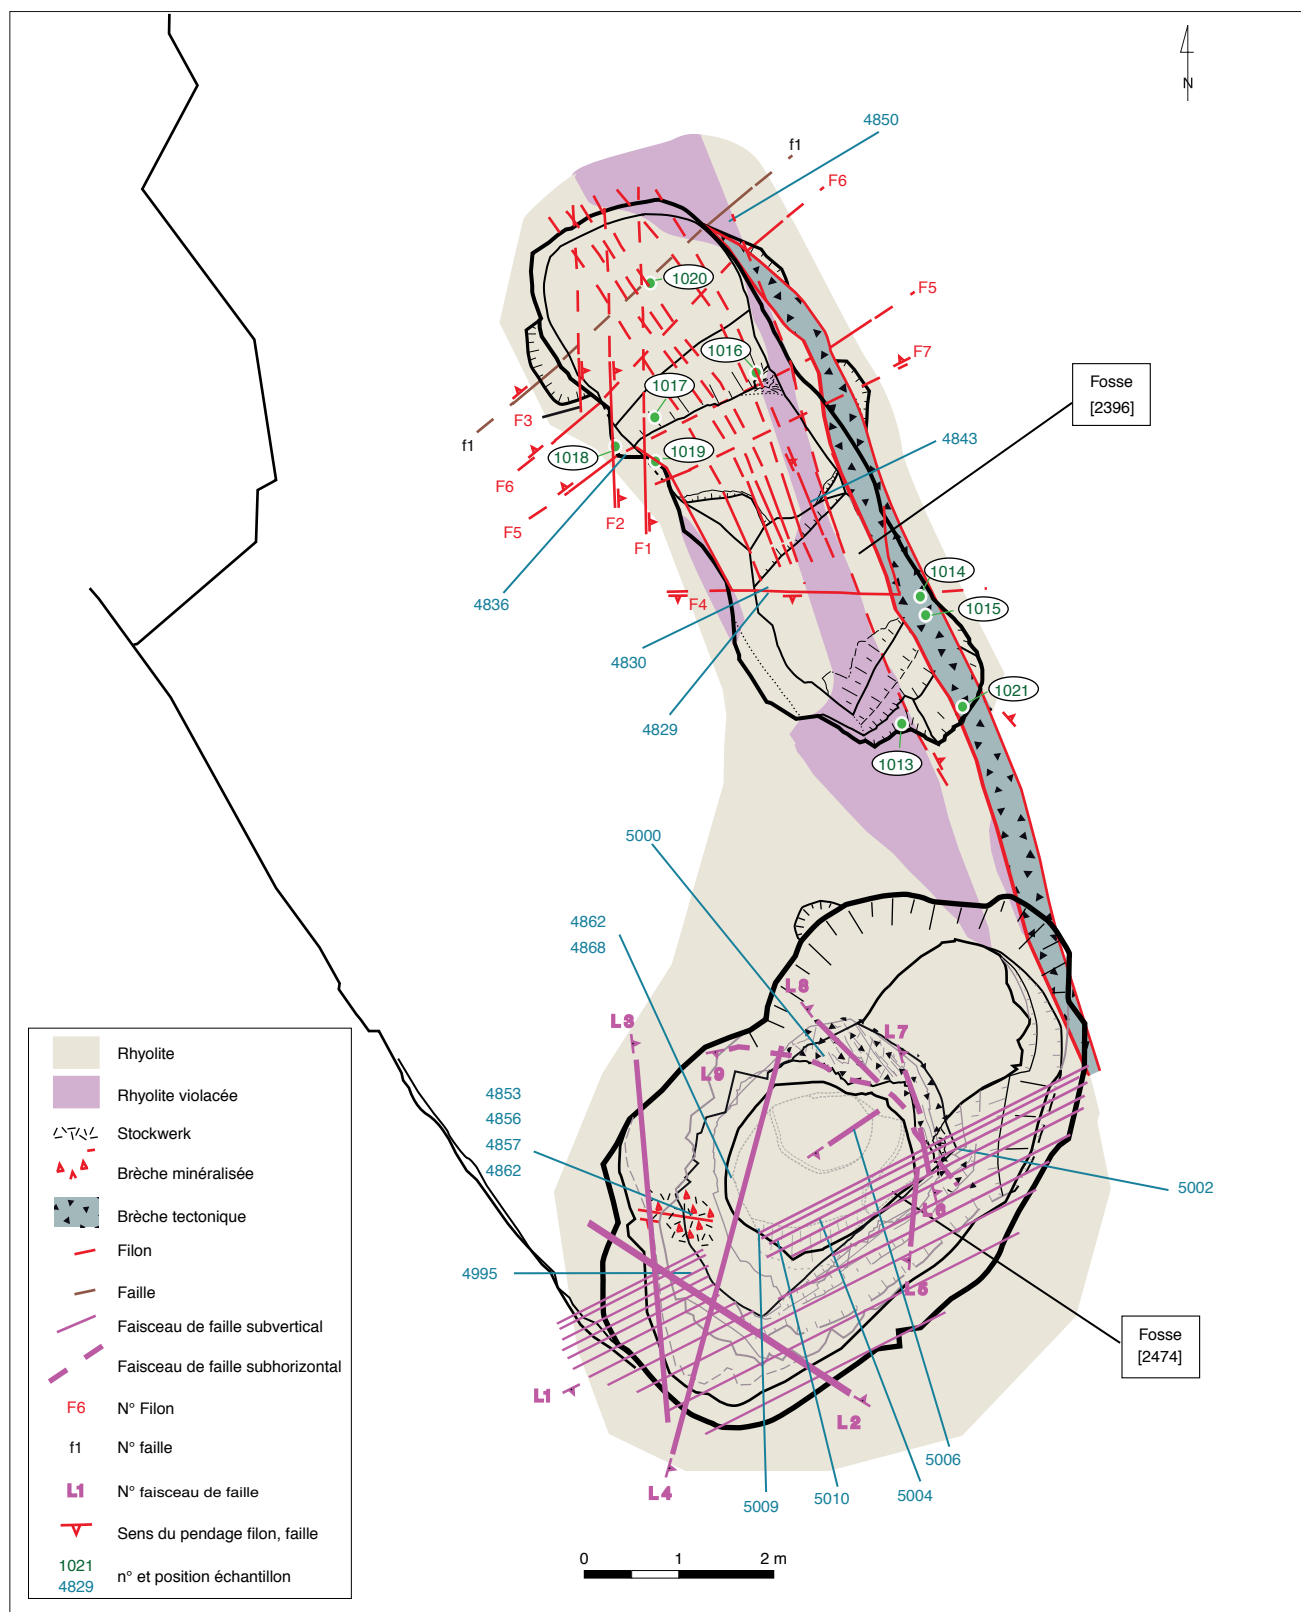 N
4850
f1
F6
1020
F5
F7
1016
1017
Fosse
[2396]
F3
f1
1018
1019
4843
F6
F5
F2
F1
1014
4836
F4
1015
4830
1021
4829
1013
5000
4862
4868
L8
L3
L7
L9
4853
4856
4857
4862
5002
L6
4995
L5
Fosse
[2474]
L1
L2
5006
L4
5009
5010
5004
0 1 2 m
Rhyolite
Rhyolite violacée
Stockwerk
Brèche minéralisée
Brèche tectonique
Filon
Faille
Faisceau de faille subvertical
Faisceau de faille subhorizontal
F6 N° Filon
f1 N° faille
L1 N° faisceau de faille
Sens du pendage filon, faille
1021
4829 n° et position échantillon